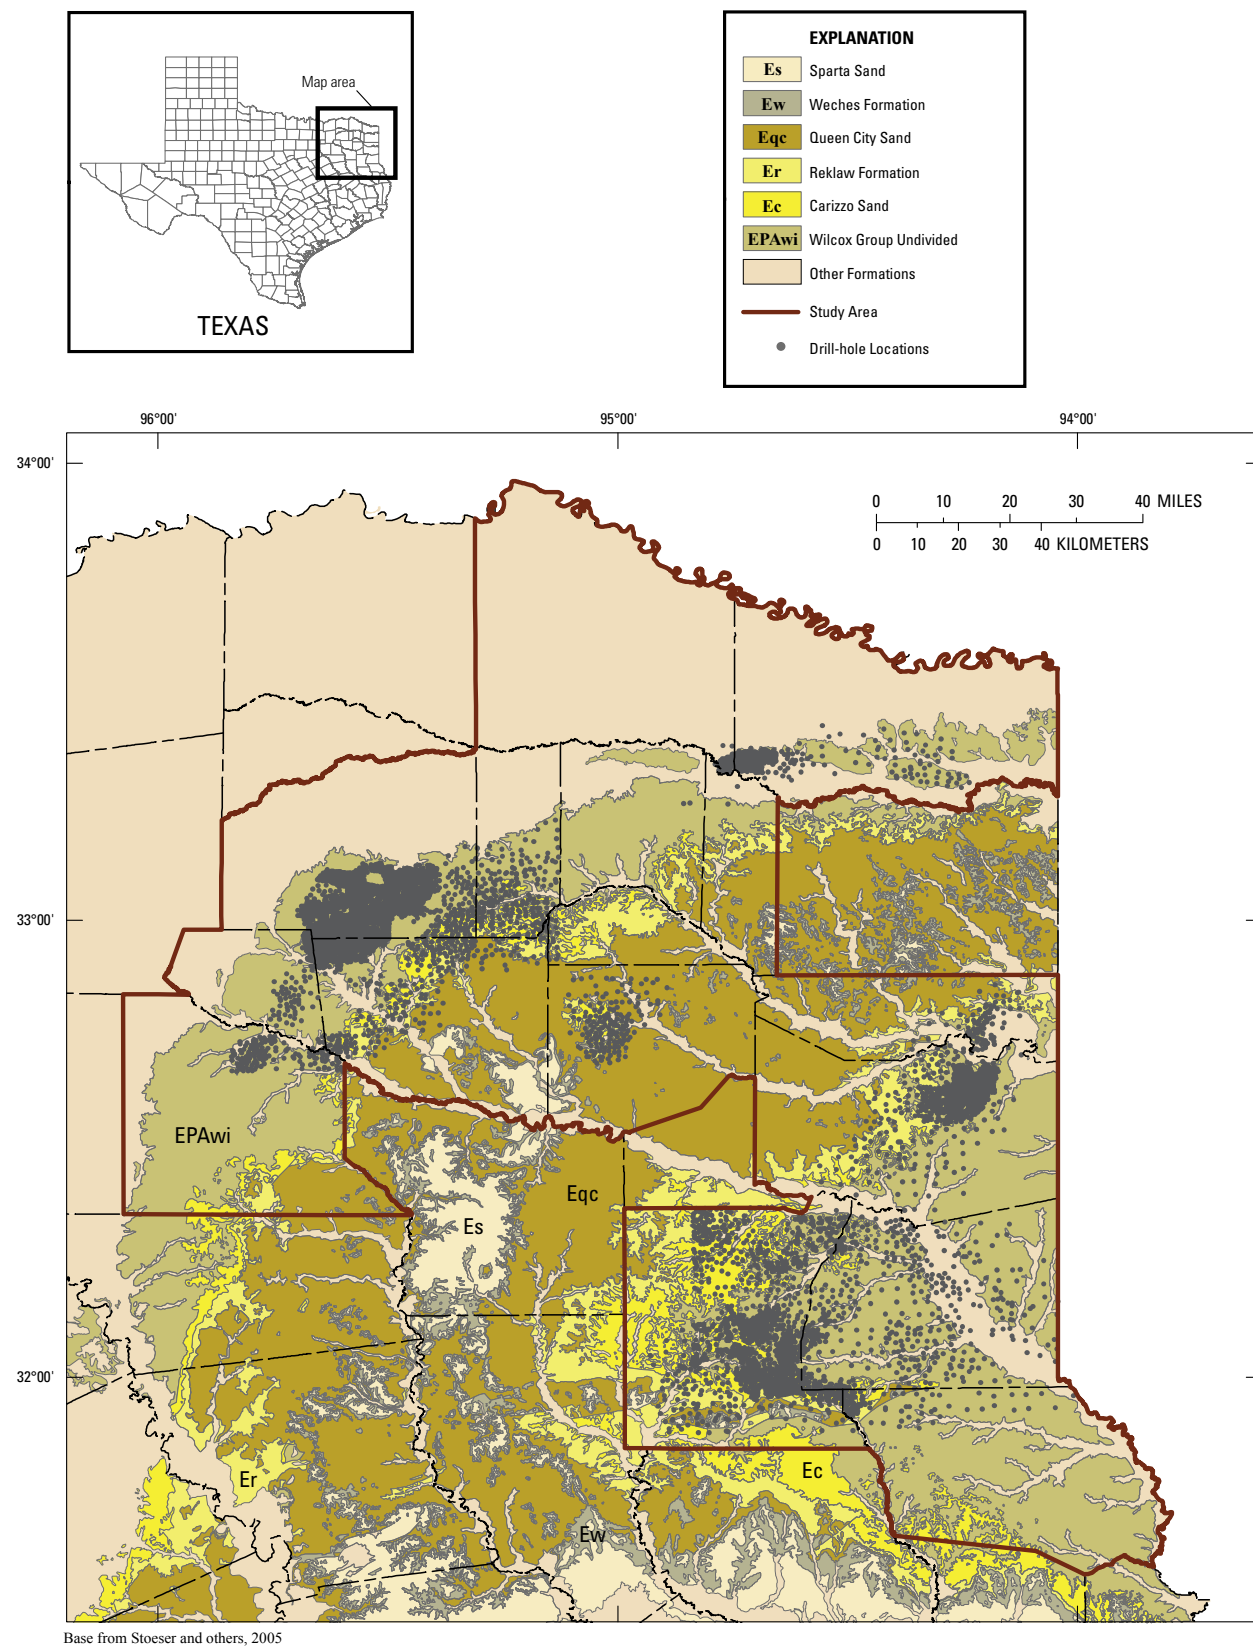 Map area
TEXAS
EXPLANATION
Es Sparta Sand
Ew Weches Formation
Eqc Queen City Sand
Er Reklaw Formation
Ec Carizzo Sand
EPAwi Wilcox Group Undivided
Other Formations
Study Area
Drill-hole Locations
96°00' 95°00' 94°00'
34°00'
0 10 20 30 40 MILES
0 10 20 30 40 KILOMETERS
33°00'
EPAwi
Eqc
Es
32°00'
Ec
Er
Ew
Base from Stoeser and others, 2005